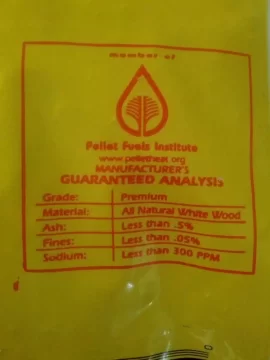 member of
Pellet Fuels Institute
www.pelletheat.org
MANUFACTURER'S
GUARANTEED ANALYSIS
Grade: Premium
Material: All Natural White Wood
Ash: Less than .5%
Fines: Less than .05%
Sodium: Less than 300 PPM